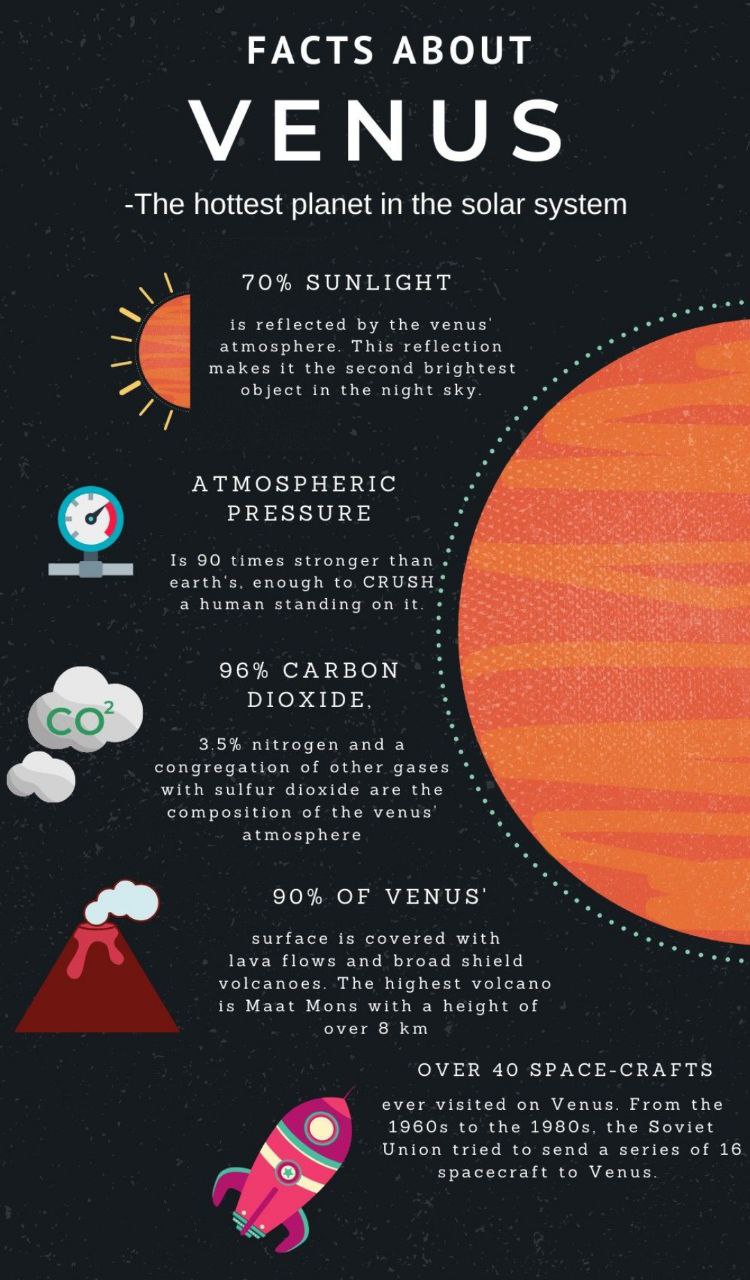 FACTS ABOUT
VENUS
-The hottest planet in the solar system
70% SUNLIGHT
is reflected by the venus'
atmosphere. This reflection
makes it the second brightest
object in the night sky.
ATMOSPHERIC
PRESSURE
Is 90 times stronger than
earth's, enough to CRUSH
a human standing on it.
CO²
96% CARBON
DIOXIDE,
3.5% nitrogen and a
congregation of other gases
with sulfur dioxide are the
composition of the venus'
atmosphere
90% OF VENUS'
surface is covered with
lava flows and broad shield
volcanoes. The highest volcano
is Maat Mons with a height of
over 8 km
OVER 40 SPACE-CRAFTS
ever visited on Venus. From the
1960s to the 1980s, the Soviet
Union tried to send a series of 16
spacecraft to Venus.